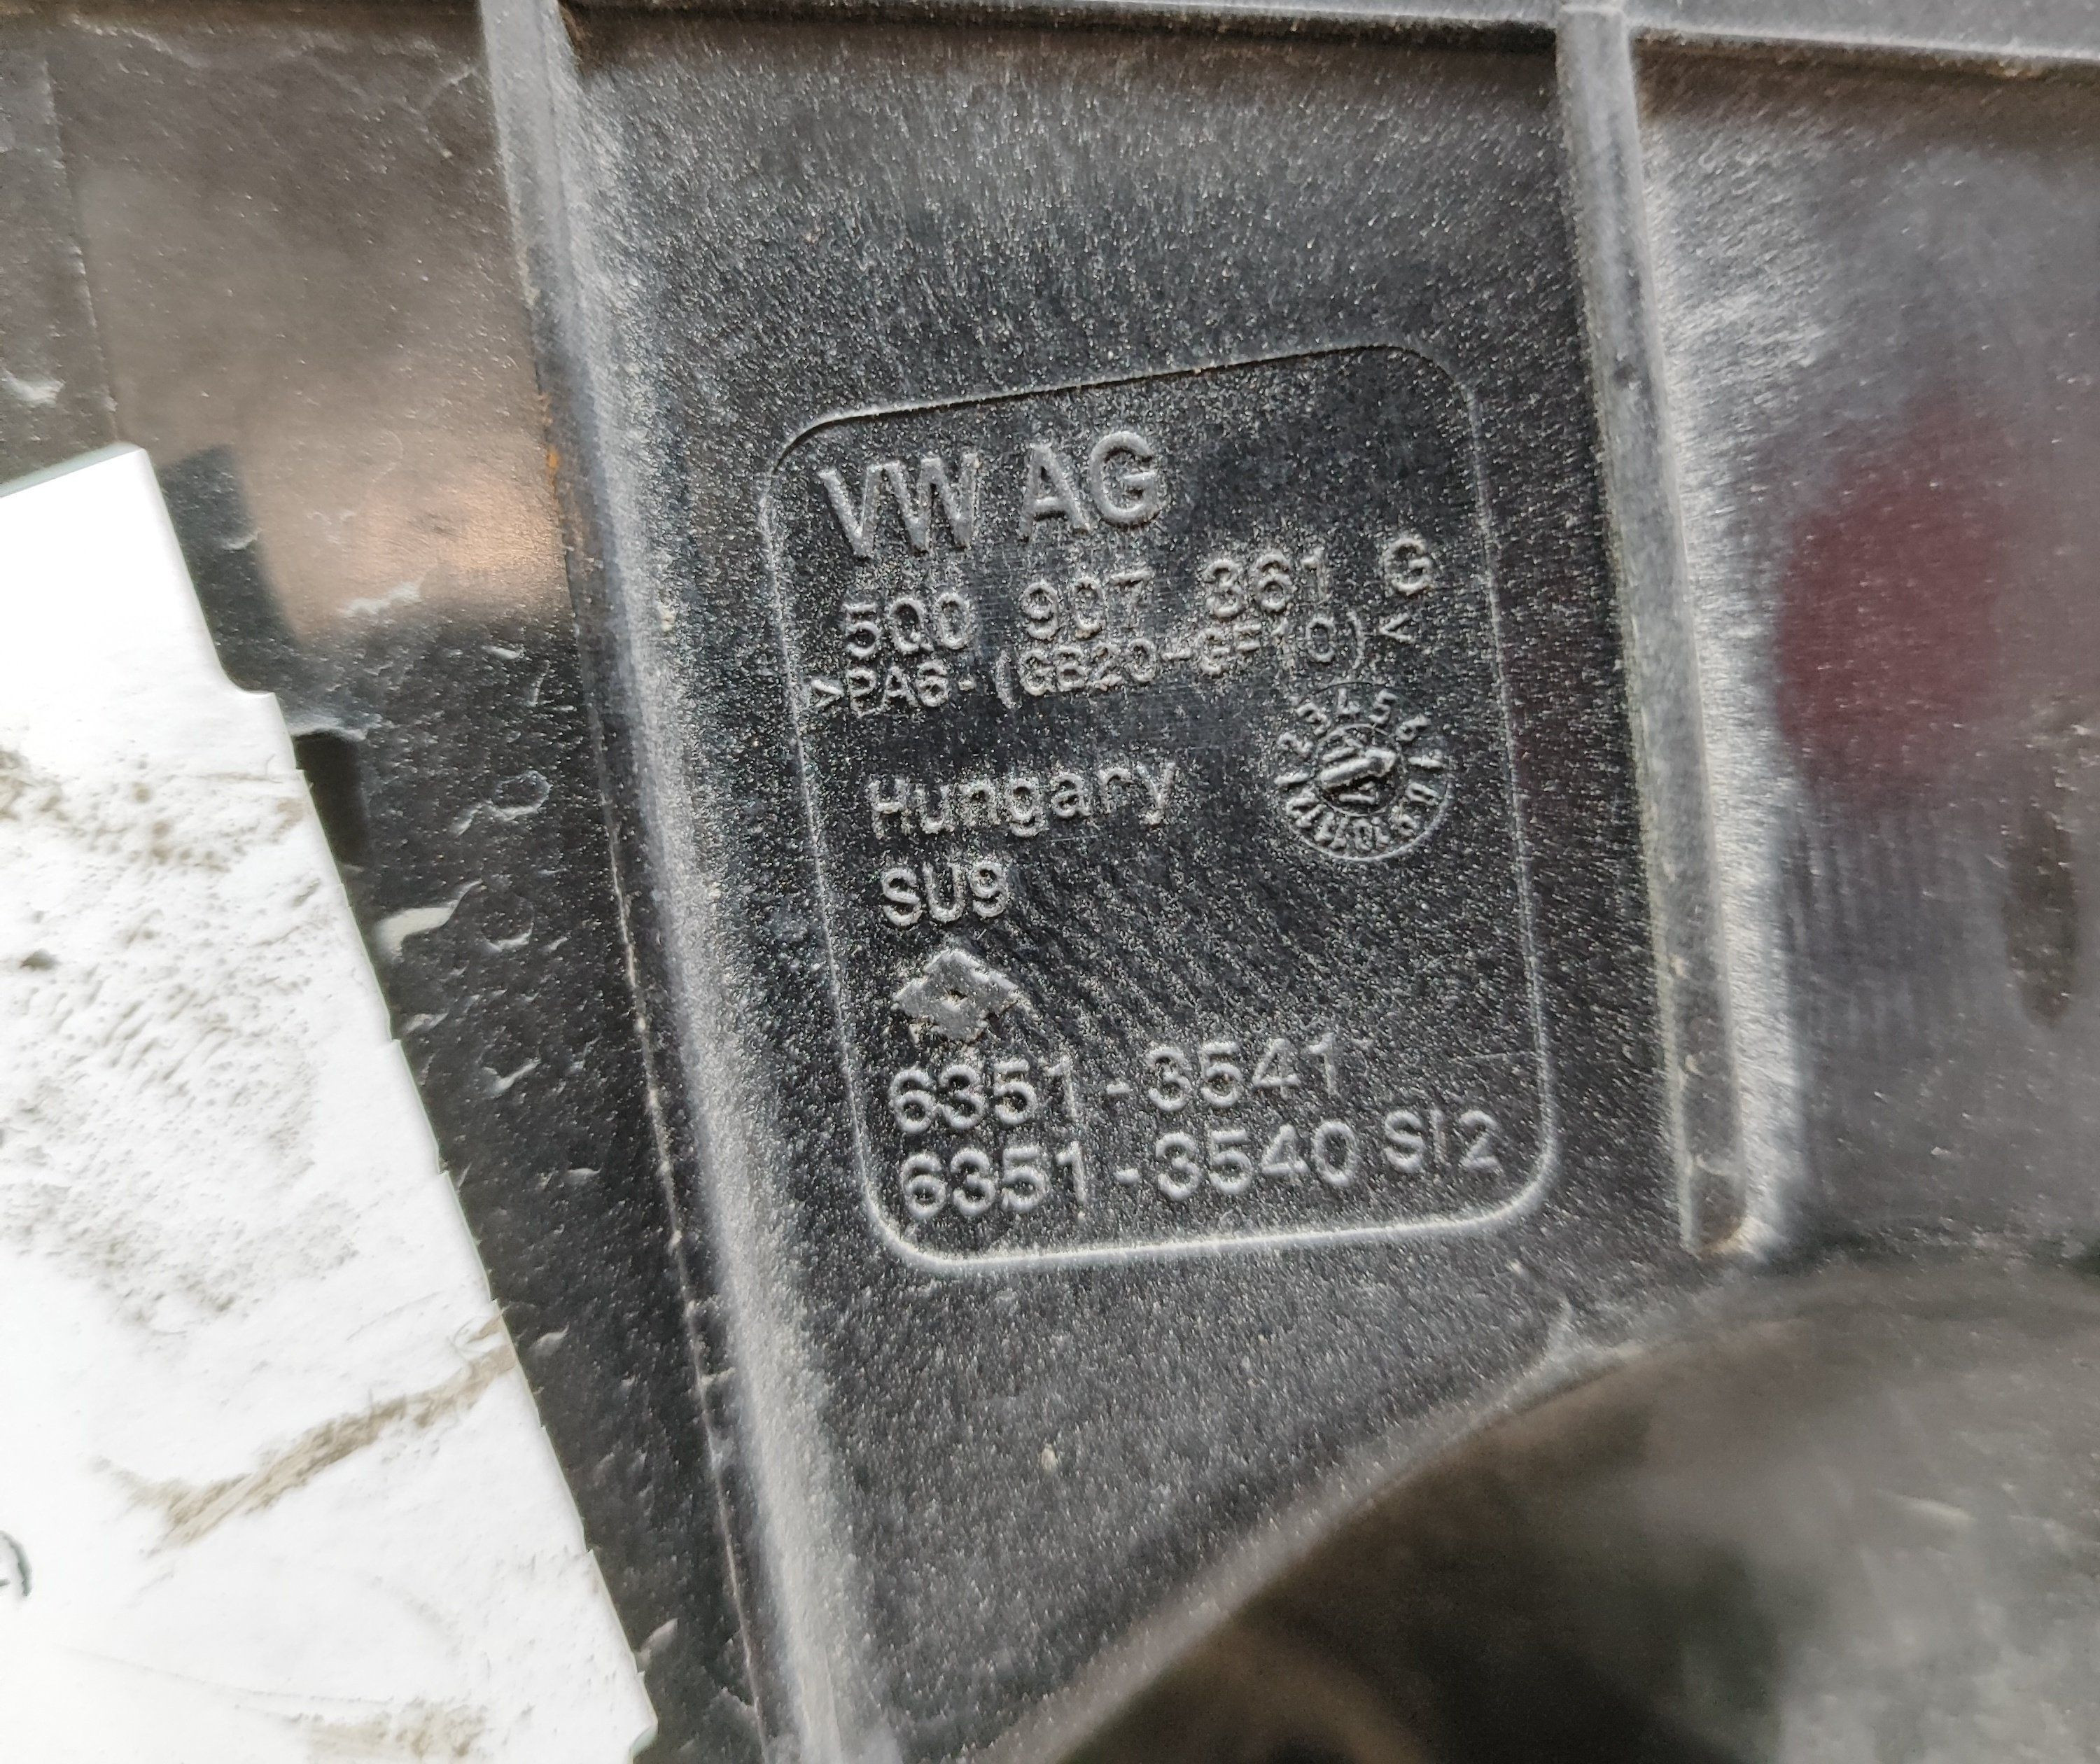 VW AG
5Q0 907 361 G
>PA6-(GB20-GF10)<
Hungary
SU9
6351-3541
6351-3540 SI2